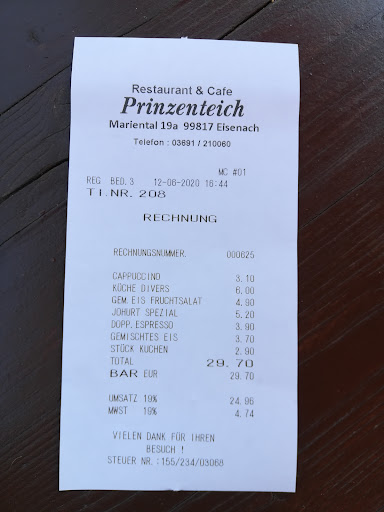 Restaurant & Cafe
Prinzenteich
Mariental 19a 99817 Eisenach
Telefon : 03691 / 210060
MC #01
REG BED.3 12-06-2020 16:44
TI.NR. 208
RECHNUNG
RECHNUNGSNUMMER. 000625
CAPPUCCINO 3.10
KÜCHE DIVERS 6.00
GEM.EIS FRUCHTSALAT 4.90
JOHURT SPEZIAL 5.20
DOPP.ESPRESSO 3.90
GEMISCHTES EIS 3.70
STÜCK KUCHEN 2.90
TOTAL 29.70
BAR EUR 29.70
UMSATZ 19% 24.96
MWST 19% 4.74
VIELEN DANK FÜR IHREN
BESUCH !
STEUER NR.:155/234/03068